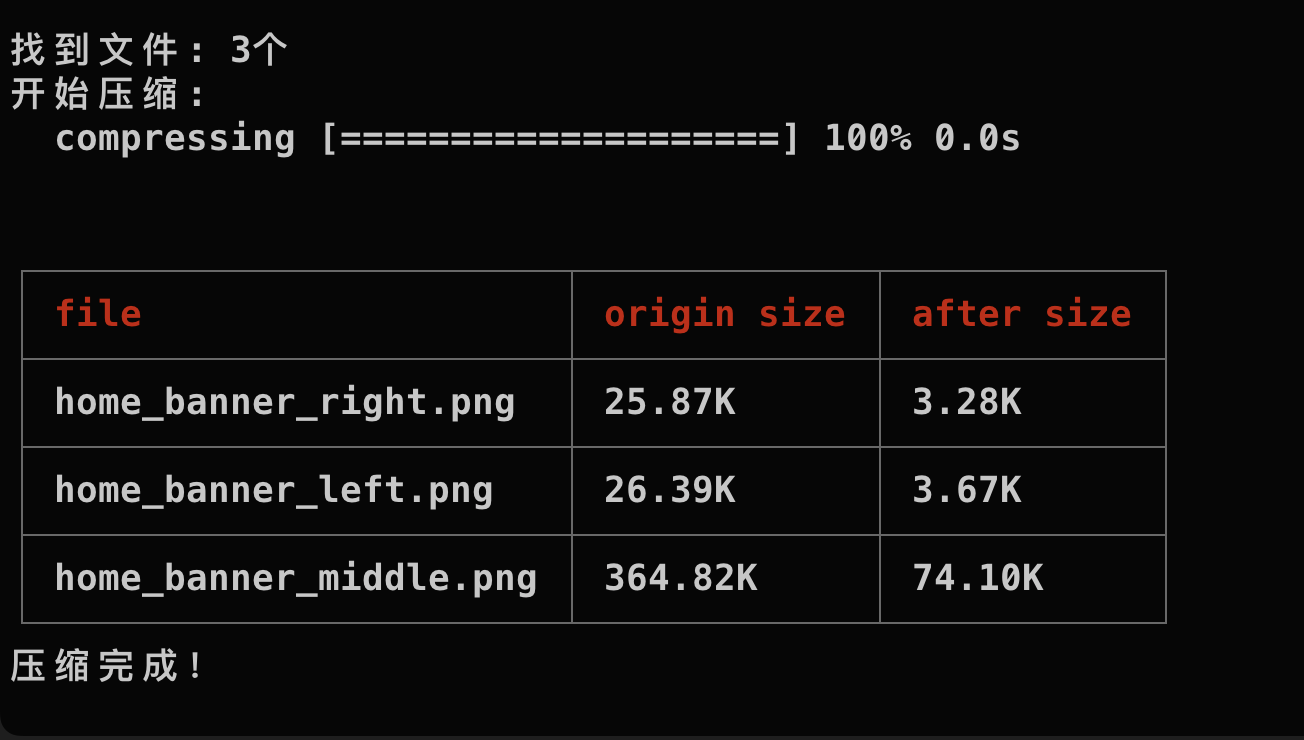 找到文件: 3个
开始压缩:
compressing [====================] 100% 0.0s
file origin size after size
home_banner_right.png 25.87K 3.28K
home_banner_left.png 26.39K 3.67K
home_banner_middle.png 364.82K 74.10K
压缩完成!